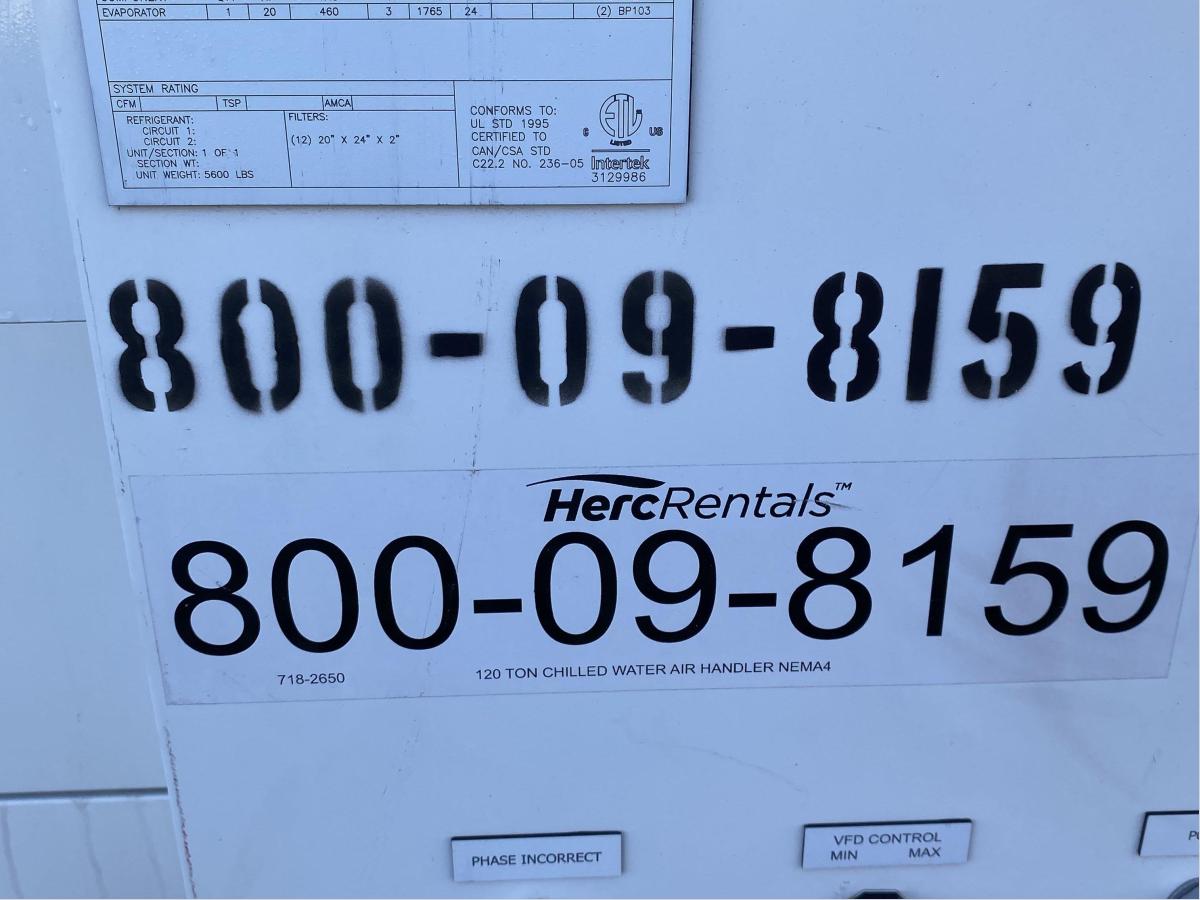 EVAPORATOR 1 20 460 3 1765 24 (2) BP103
SYSTEM RATING
CFM TSP AMCA
REFRIGERANT:
CIRCUIT 1:
CIRCUIT 2:
UNIT/SECTION: 1 OF 1
SECTION WT:
UNIT WEIGHT: 5600 LBS
FILTERS:
(12) 20" X 24" X 2"
CONFORMS TO:
UL STD 1995
CERTIFIED TO
CAN/CSA STD
C22.2 NO. 236-05
C ETL US
LISTED
Intertek
3129986
800-09-8159
HercRentals™
800-09-8159
718-2650 120 TON CHILLED WATER AIR HANDLER NEMA4
PHASE INCORRECT
VFD CONTROL
MIN MAX